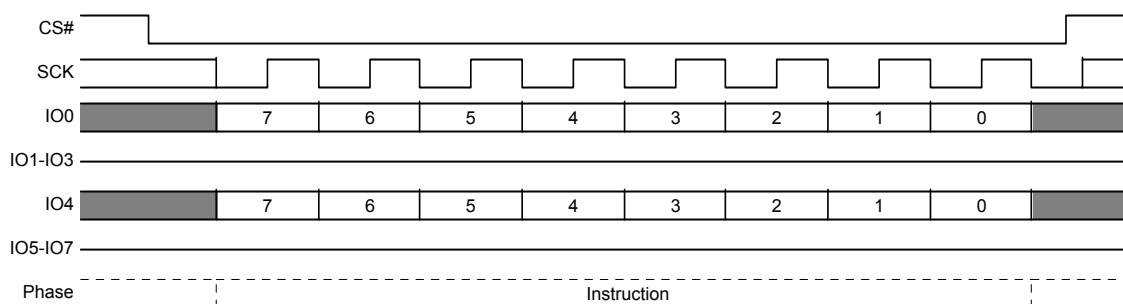 CS#
SCK
IO0 7 6 5 4 3 2 1 0
IO1-IO3
IO4 7 6 5 4 3 2 1 0
IO5-IO7
Phase Instruction